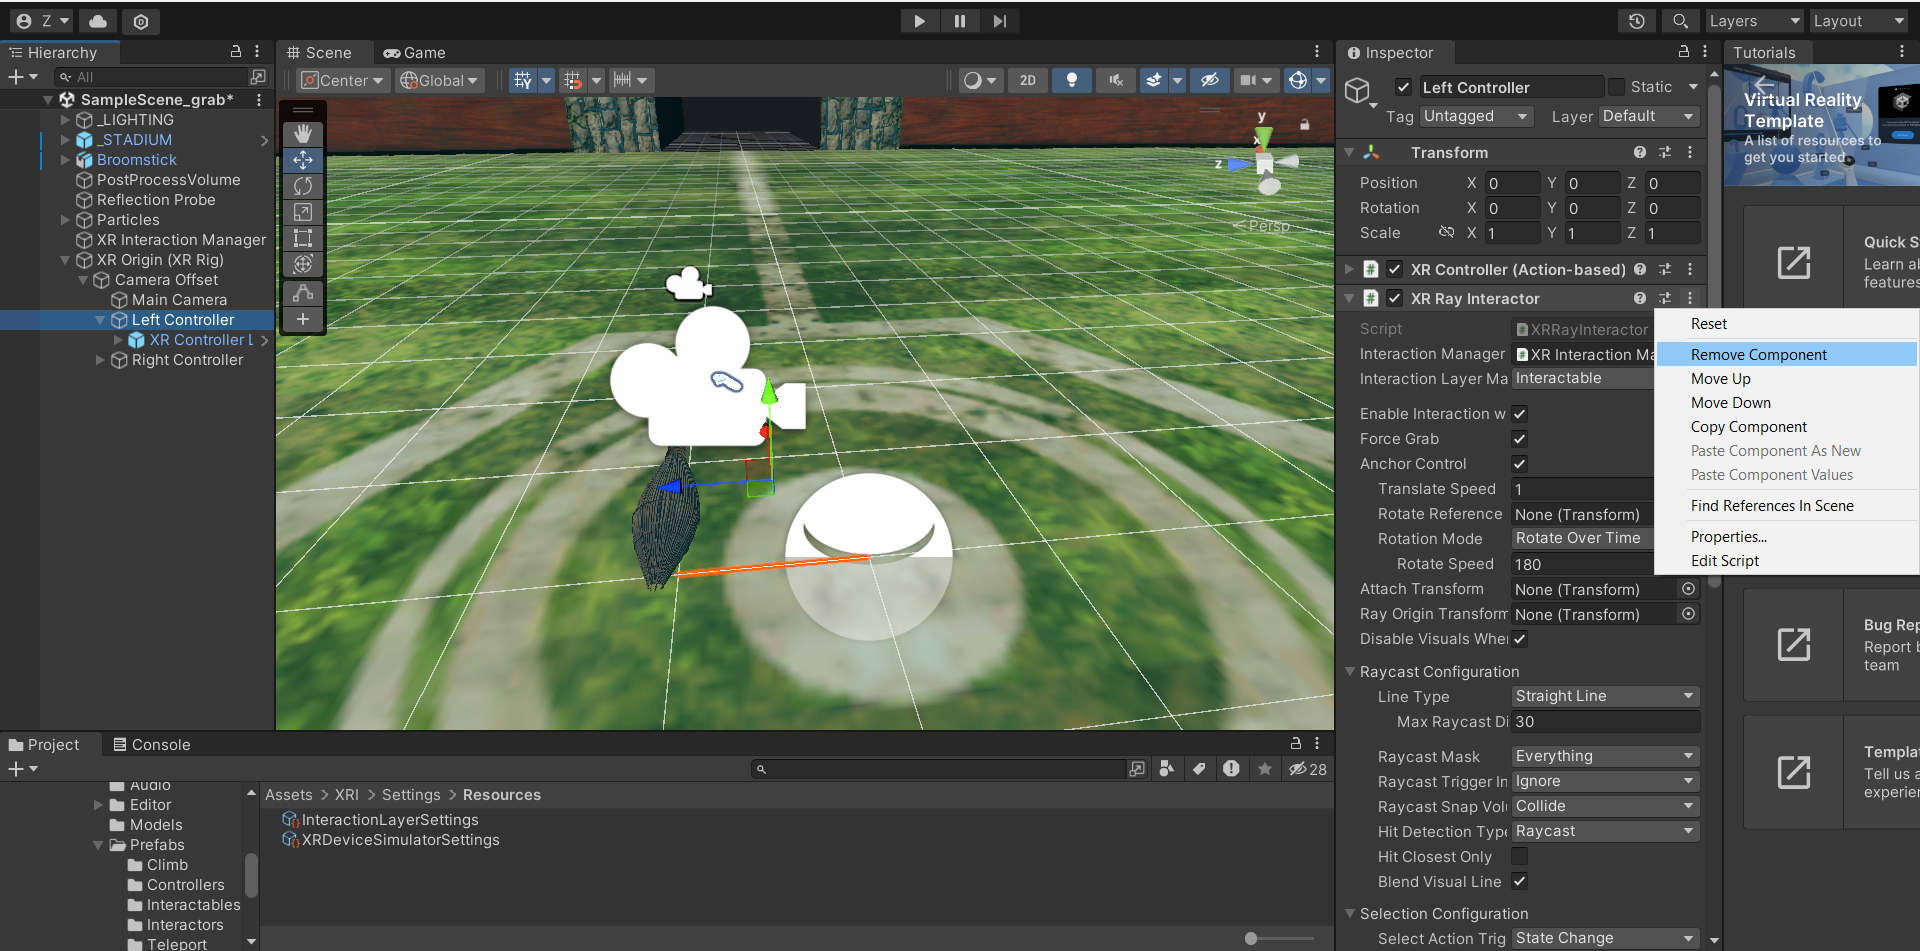 Z
Layers
Layout
Hierarchy
All
SampleScene_grab*
_LIGHTING
_STADIUM
Broomstick
PostProcessVolume
Reflection Probe
Particles
XR Interaction Manager
XR Origin (XR Rig)
Camera Offset
Main Camera
Left Controller
XR Controller L
Right Controller
Scene
Game
Center
Global
2D
y
x
z
Persp
Inspector
Left Controller
Static
Tag
Untagged
Layer
Default
Transform
Position X 0 Y 0 Z 0
Rotation X 0 Y 0 Z 0
Scale X 1 Y 1 Z 1
XR Controller (Action-based)
XR Ray Interactor
Script XRRayInteractor
Interaction Manager XR Interaction Ma
Interaction Layer Ma Interactable
Enable Interaction w
Force Grab
Anchor Control
Translate Speed 1
Rotate Reference None (Transform)
Rotation Mode Rotate Over Time
Rotate Speed 180
Attach Transform None (Transform)
Ray Origin Transform None (Transform)
Disable Visuals Whe
Raycast Configuration
Line Type Straight Line
Max Raycast Di 30
Raycast Mask Everything
Raycast Trigger In Ignore
Raycast Snap Vol Collide
Hit Detection Type Raycast
Hit Closest Only
Blend Visual Line
Selection Configuration
Select Action Trig State Change
Reset
Remove Component
Move Up
Move Down
Copy Component
Paste Component As New
Paste Component Values
Find References In Scene
Properties...
Edit Script
Tutorials
Virtual Reality
Template
A list of resources to
get you started
Quick S
Learn ab
features
Bug Rep
Report b
team
Templat
Tell us a
experien
Project
Console
28
Audio
Editor
Models
Prefabs
Climb
Controllers
Interactables
Interactors
Teleport
Assets > XRI > Settings > Resources
InteractionLayerSettings
XRDeviceSimulatorSettings